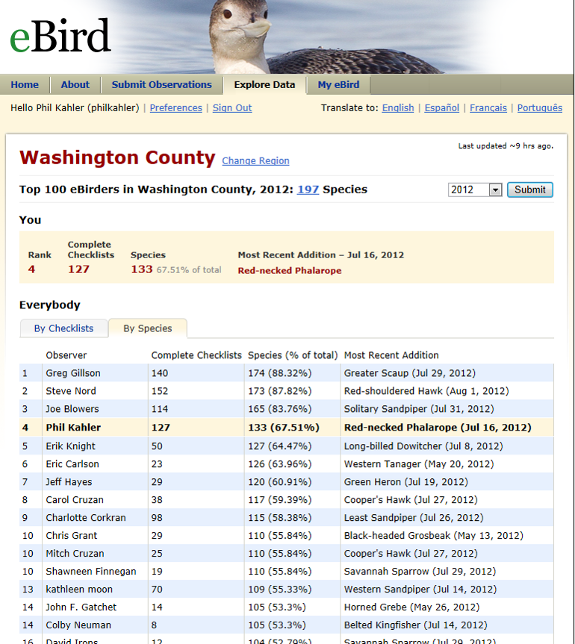 eBird
Home About Submit Observations Explore Data My eBird
Hello Phil Kahler (philkahler) | Preferences | Sign Out Translate to: English | Español | Français | Português
Last updated ~9 hrs ago.
Washington County Change Region
Top 100 eBirders in Washington County, 2012: 197 Species 2012 Submit
You
Rank Complete Checklists Species Most Recent Addition – Jul 16, 2012
4 127 133 67.51% of total Red-necked Phalarope
Everybody
By Checklists By Species
Observer Complete Checklists Species (% of total) Most Recent Addition
1 Greg Gillson 140 174 (88.32%) Greater Scaup (Jul 29, 2012)
2 Steve Nord 152 173 (87.82%) Red-shouldered Hawk (Aug 1, 2012)
3 Joe Blowers 114 165 (83.76%) Solitary Sandpiper (Jul 31, 2012)
4 Phil Kahler 127 133 (67.51%) Red-necked Phalarope (Jul 16, 2012)
5 Erik Knight 50 127 (64.47%) Long-billed Dowitcher (Jul 8, 2012)
6 Eric Carlson 23 126 (63.96%) Western Tanager (May 20, 2012)
7 Jeff Hayes 29 120 (60.91%) Green Heron (Jul 19, 2012)
8 Carol Cruzan 38 117 (59.39%) Cooper's Hawk (Jul 27, 2012)
9 Charlotte Corkran 98 115 (58.38%) Least Sandpiper (Jul 26, 2012)
10 Chris Grant 29 110 (55.84%) Black-headed Grosbeak (May 13, 2012)
10 Mitch Cruzan 25 110 (55.84%) Cooper's Hawk (Jul 27, 2012)
10 Shawneen Finnegan 19 110 (55.84%) Savannah Sparrow (Jul 29, 2012)
13 kathleen moon 70 109 (55.33%) Western Sandpiper (Jul 14, 2012)
14 John F. Gatchet 14 105 (53.3%) Horned Grebe (May 26, 2012)
14 Colby Neuman 8 105 (53.3%) Belted Kingfisher (Jul 14, 2012)
16 David Irons 12 104 (52.79%) Savannah Sparrow (Jul 29, 2012)